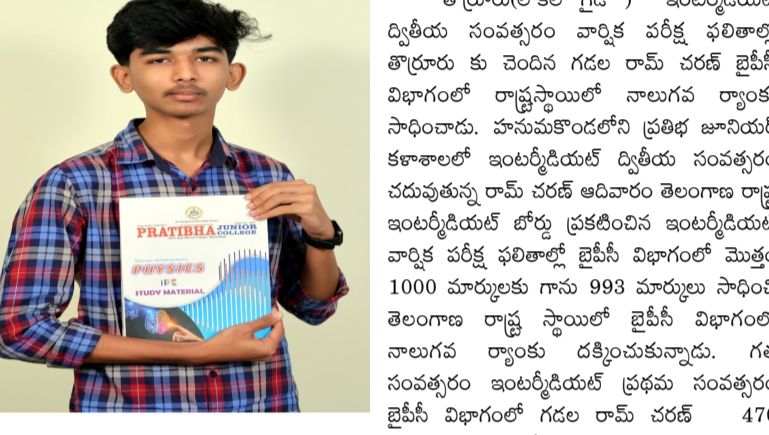 PRATIBHA JUNIOR COLLEGE
PHYSICS
IPE
STUDY MATERIAL
ద్వితీయ సంవత్సరం వార్షిక పరీక్ష ఫలితాల్లో
తొర్రూరు కు చెందిన గడల రామ్ చరణ్ బైపీసీ
విభాగంలో రాష్ట్రస్థాయిలో నాలుగవ ర్యాంకు
సాధించాడు. హనుమకొండలోని ప్రతిభ జూనియర్
కళాశాలలో ఇంటర్మీడియట్ ద్వితీయ సంవత్సరం
చదువుతున్న రామ్ చరణ్ ఆదివారం తెలంగాణ రాష్ట్ర
ఇంటర్మీడియట్ బోర్డు ప్రకటించిన ఇంటర్మీడియట్
వార్షిక పరీక్ష ఫలితాల్లో బైపీసీ విభాగంలో మొత్తం
1000 మార్కులకు గాను 993 మార్కులు సాధించి
తెలంగాణ రాష్ట్ర స్థాయిలో బైపీసీ విభాగంలో
నాలుగవ ర్యాంకు దక్కించుకున్నాడు. గత
సంవత్సరం ఇంటర్మీడియట్ ప్రథమ సంవత్సరం
బైపీసీ విభాగంలో గడల రామ్ చరణ్ 470